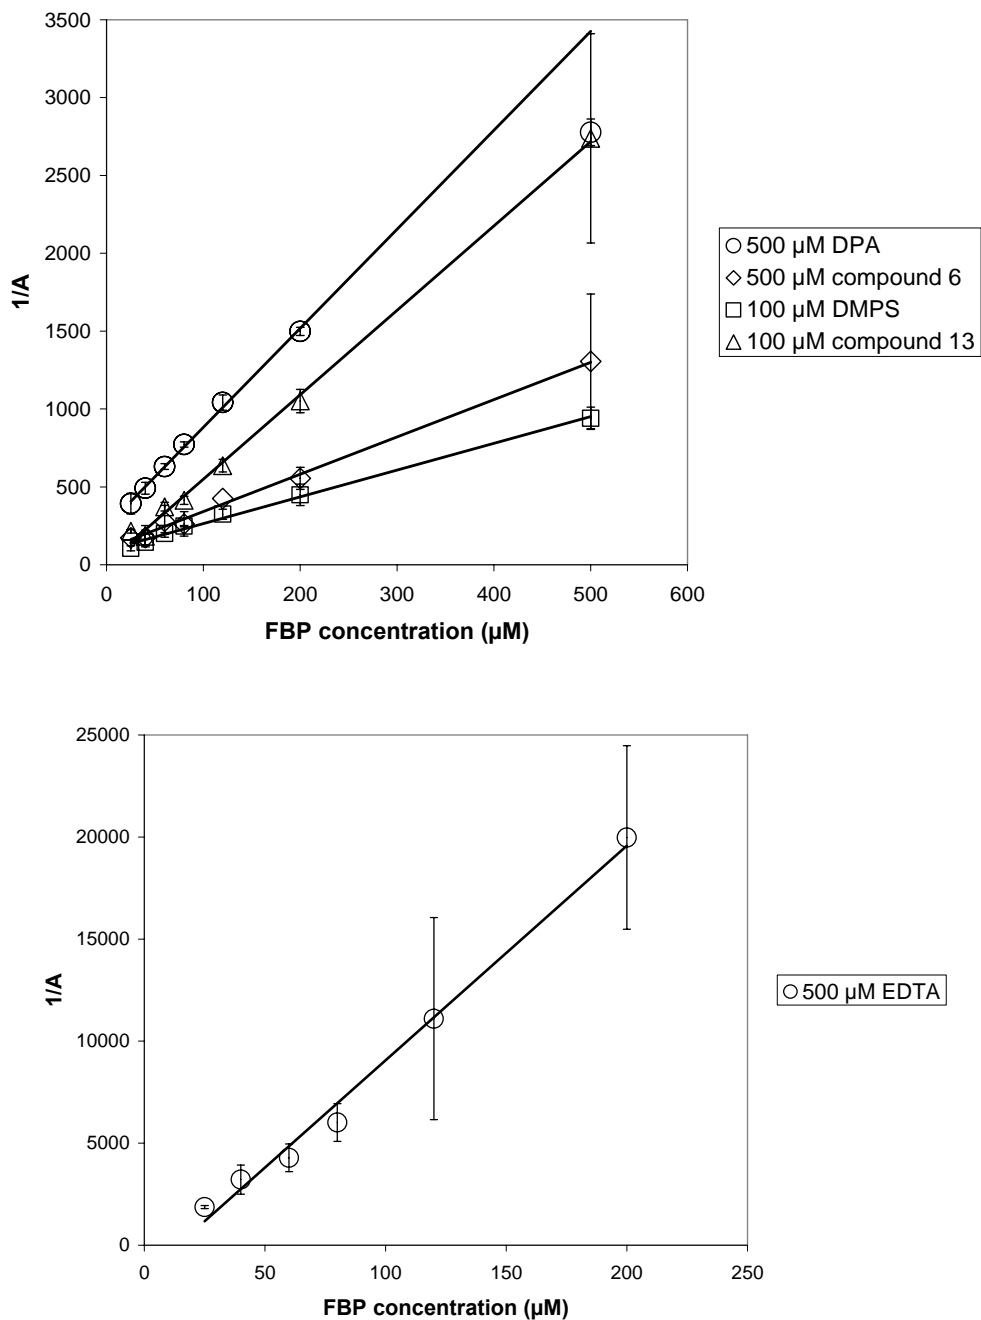 3500
3000
2500
2000
1500
1000
500
0
1/A
0 100 200 300 400 500 600
FBP concentration (µM)
500 µM DPA
500 µM compound 6
100 µM DMPS
100 µM compound 13
25000
20000
15000
10000
5000
0
1/A
0 50 100 150 200 250
FBP concentration (µM)
500 µM EDTA